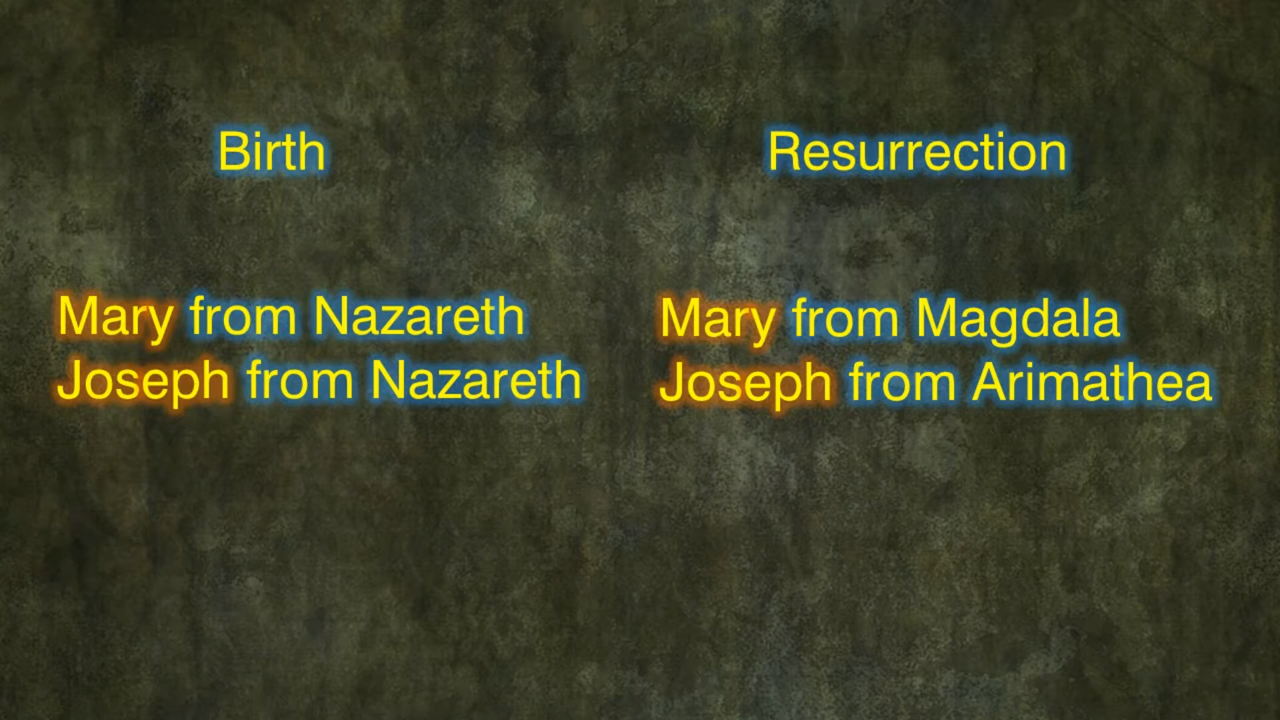 Birth
Mary from Nazareth
Joseph from Nazareth
Resurrection
Mary from Magdala
Joseph from Arimathea